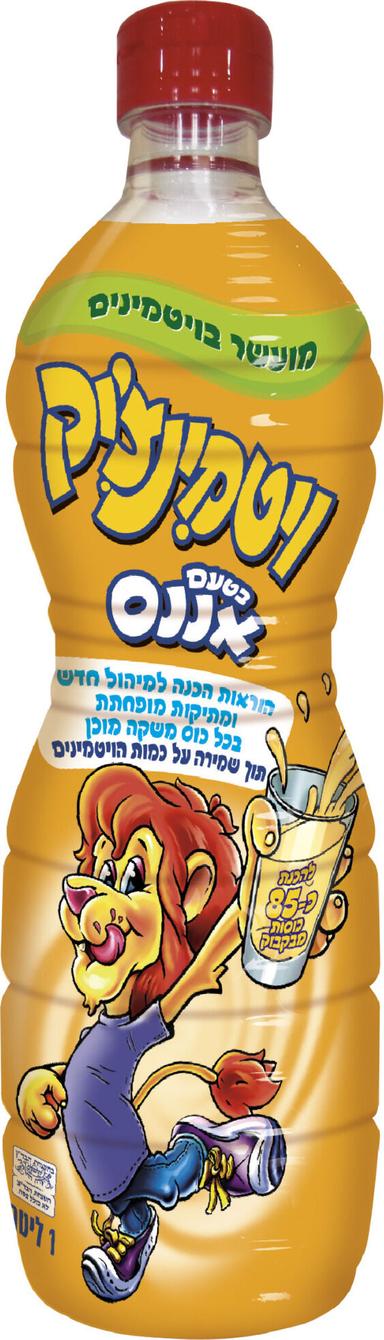 מועשר בויטמינים
ויטמינצ'יק
בטעם
אננס
הוראות הכנה למיהול חדש
ומתיקות מופחתת
בכל כוס משקה מוכן
תוך שמירה על כמות הויטמינים
להכנת
כ-85
כוסות
מבקבוק
1 ליטר